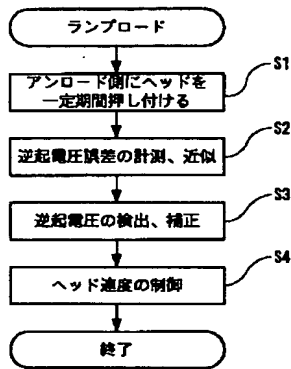 ランプロード
S1
アンロード側にヘッドを
一定期間押し付ける
S2
逆起電圧誤差の計測、近似
S3
逆起電圧の検出、補正
S4
ヘッド速度の制御
終了